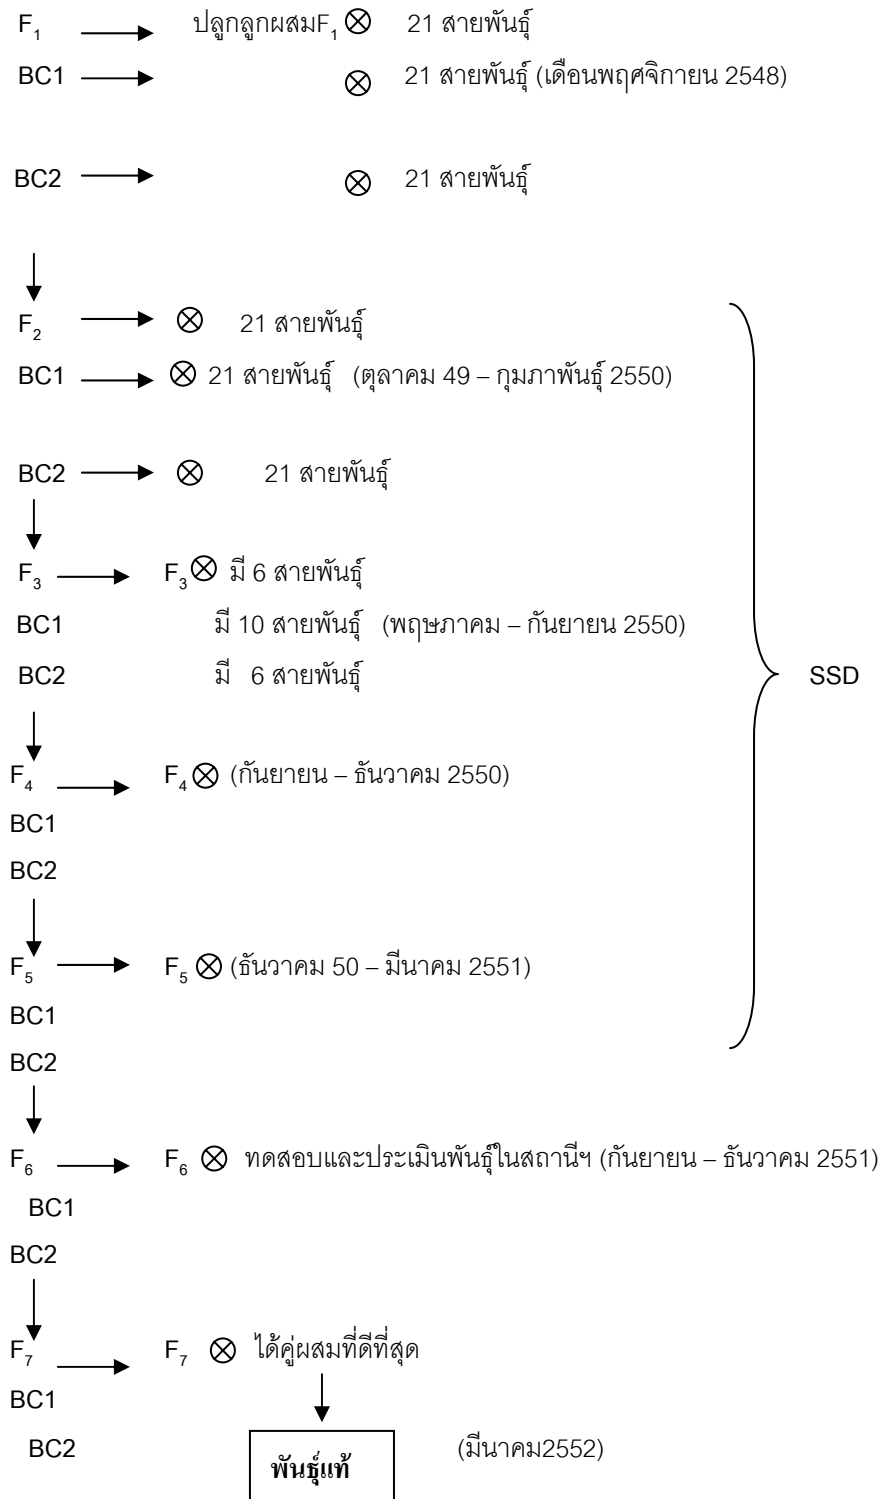 F1 ปลูกลูกผสมF1 ⊗ 21 สายพันธุ์
BC1 ⊗ 21 สายพันธุ์ (เดือนพฤศจิกายน 2548)
BC2 ⊗ 21 สายพันธุ์
F2 ⊗ 21 สายพันธุ์
BC1 ⊗ 21 สายพันธุ์ (ตุลาคม 49 – กุมภาพันธุ์ 2550)
BC2 ⊗ 21 สายพันธุ์
F3 F3 ⊗ มี 6 สายพันธุ์
BC1 มี 10 สายพันธุ์ (พฤษภาคม – กันยายน 2550)
BC2 มี 6 สายพันธุ์ SSD
F4 F4 ⊗ (กันยายน – ธันวาคม 2550)
BC1
BC2
F5 F5 ⊗ (ธันวาคม 50 – มีนาคม 2551)
BC1
BC2
F6 F6 ⊗ ทดสอบและประเมินพันธุ์ในสถานีฯ (กันยายน – ธันวาคม 2551)
BC1
BC2
F7 F7 ⊗ ได้คู่ผสมที่ดีที่สุด
BC1
BC2 พันธุ์แท้ (มีนาคม2552)